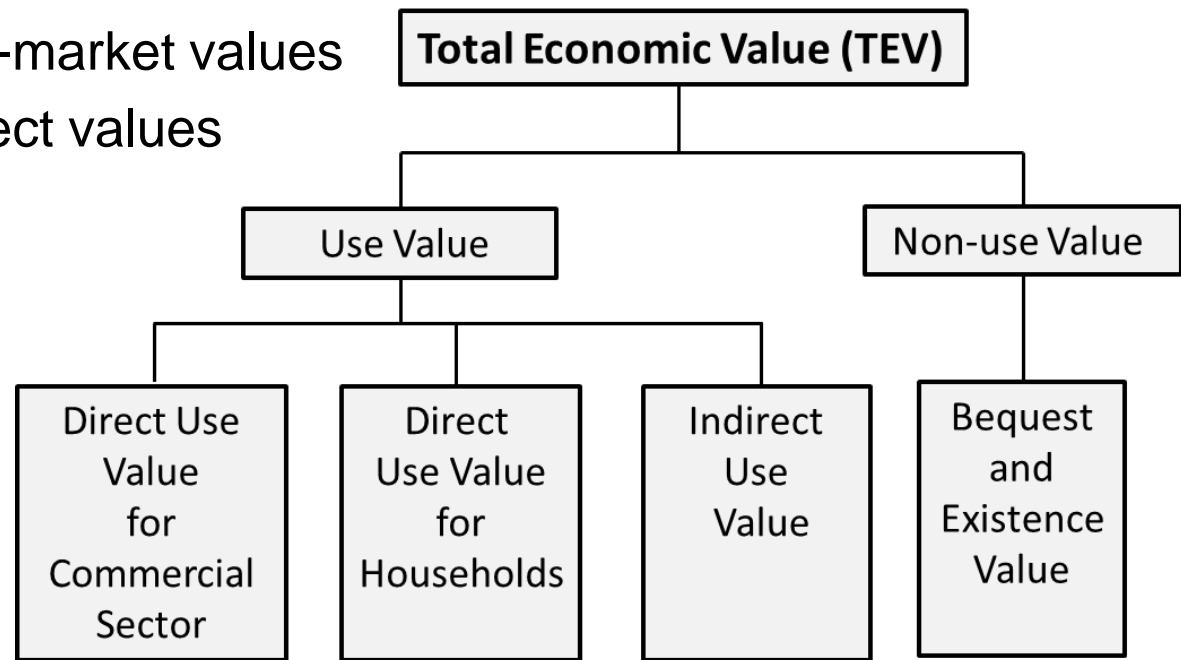 -market values
ect values
Total Economic Value (TEV)
Use Value
Non-use Value
Direct Use
Value
for
Commercial
Sector
Direct
Use Value
for
Households
Indirect
Use
Value
Bequest
and
Existence
Value